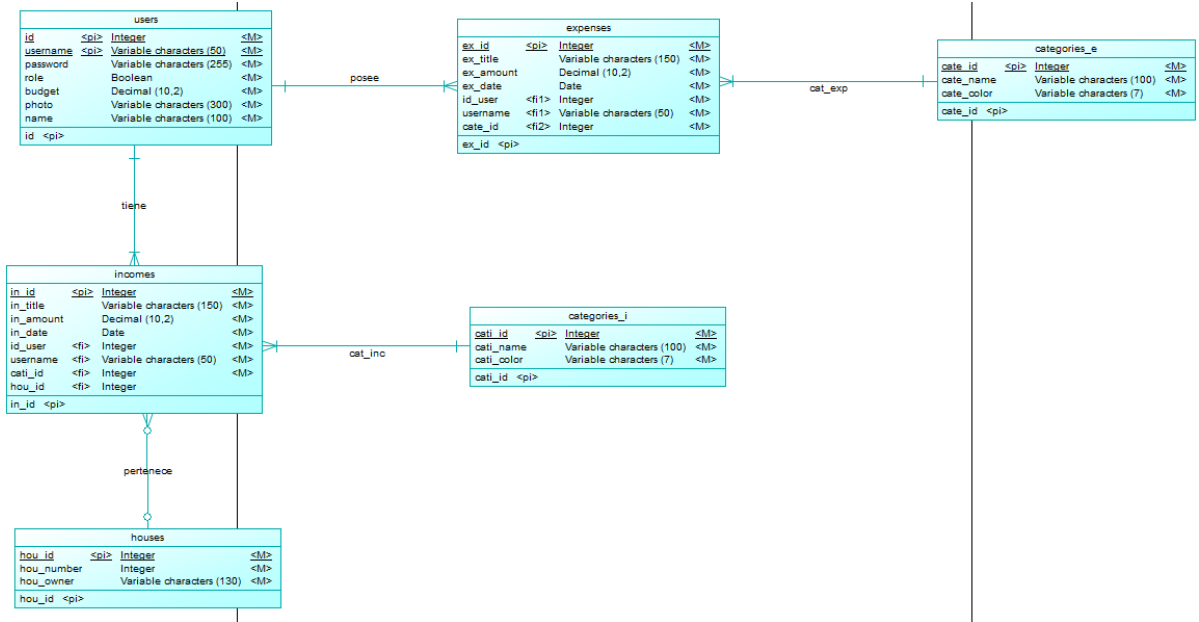 users
id <pi> Integer <M>
username <pi> Variable characters (50) <M>
password Variable characters (255) <M>
role Boolean <M>
budget Decimal (10,2) <M>
photo Variable characters (300) <M>
name Variable characters (100) <M>
id <pi>
posee
expenses
ex_id <pi> Integer <M>
ex_title Variable characters (150) <M>
ex_amount Decimal (10,2) <M>
ex_date Date <M>
id_user <fi1> Integer <M>
username <fi1> Variable characters (50) <M>
cate_id <fi2> Integer <M>
ex_id <pi>
cat_exp
categories_e
cate_id <pi> Integer <M>
cate_name Variable characters (100) <M>
cate_color Variable characters (7) <M>
cate_id <pi>
tiene
incomes
in_id <pi> Integer <M>
in_title Variable characters (150) <M>
in_amount Decimal (10,2) <M>
in_date Date <M>
id_user <fi> Integer <M>
username <fi> Variable characters (50) <M>
cati_id <fi> Integer <M>
hou_id <fi> Integer
in_id <pi>
cat_inc
categories_i
cati_id <pi> Integer <M>
cati_name Variable characters (100) <M>
cati_color Variable characters (7) <M>
cati_id <pi>
pertenece
houses
hou_id <pi> Integer <M>
hou_number Integer <M>
hou_owner Variable characters (130) <M>
hou_id <pi>